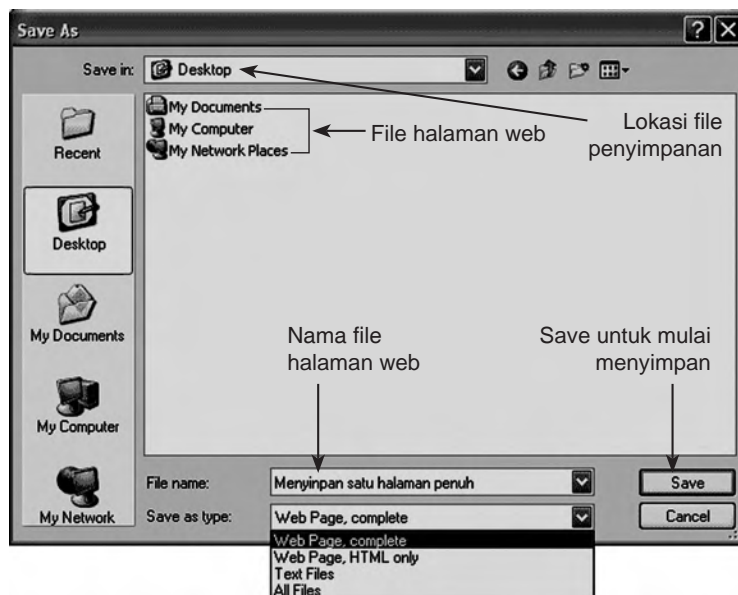 Save As
Save in:
Desktop
My Documents
My Computer
My Network Places
File halaman web
Lokasi file
penyimpanan
Recent
Desktop
My Documents
My Computer
My Network
Nama file
halaman web
Save untuk mulai
menyimpan
File name:
Menyinpan satu halaman penuh
Save
Save as type:
Web Page, complete
Cancel
Web Page, complete
Web Page, HTML only
Text Files
All Files